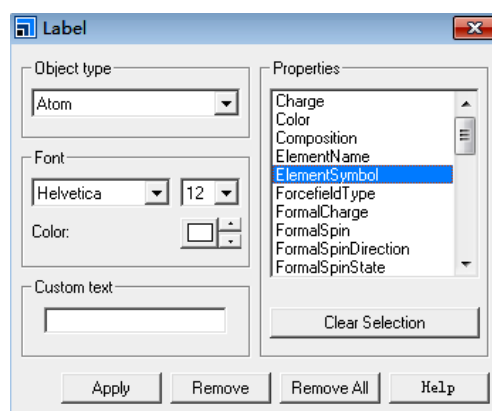 Label
Object type
Atom
Font
Helvetica 12
Color:
Custom text
Properties
Charge
Color
Composition
ElementName
ElementSymbol
ForcefieldType
FormalCharge
FormalSpin
FormalSpinDirection
FormalSpinState
Clear Selection
Apply Remove Remove All Help